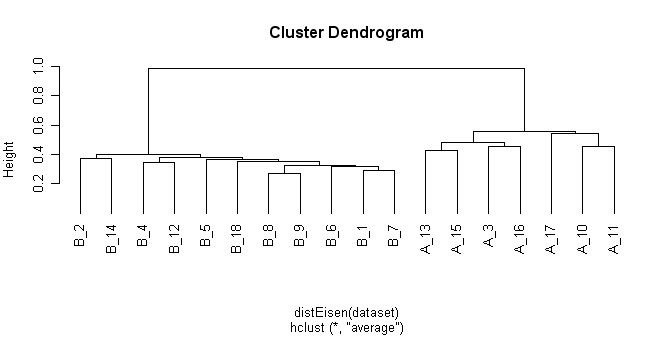 Cluster Dendrogram
Height
1.0
0.8
0.6
0.4
0.2
B_2
B_14
B_4
B_12
B_5
B_18
B_8
B_9
B_6
B_1
B_7
A_13
A_15
A_3
A_16
A_17
A_10
A_11
distEisen(dataset)
hclust (*, "average")